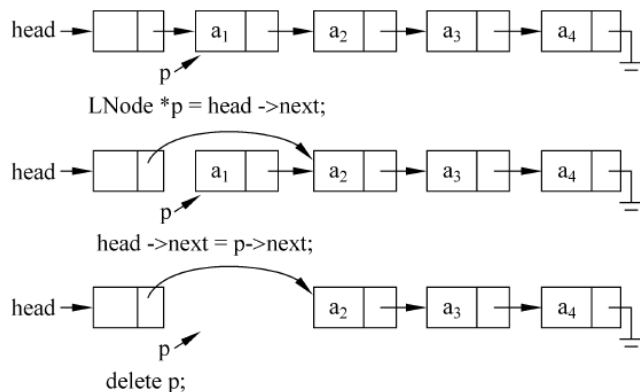 head a₁ a₂ a₃ a₄
p
LNode *p = head ->next;
head a₁ a₂ a₃ a₄
p
head ->next = p->next;
head a₂ a₃ a₄
p
delete p;